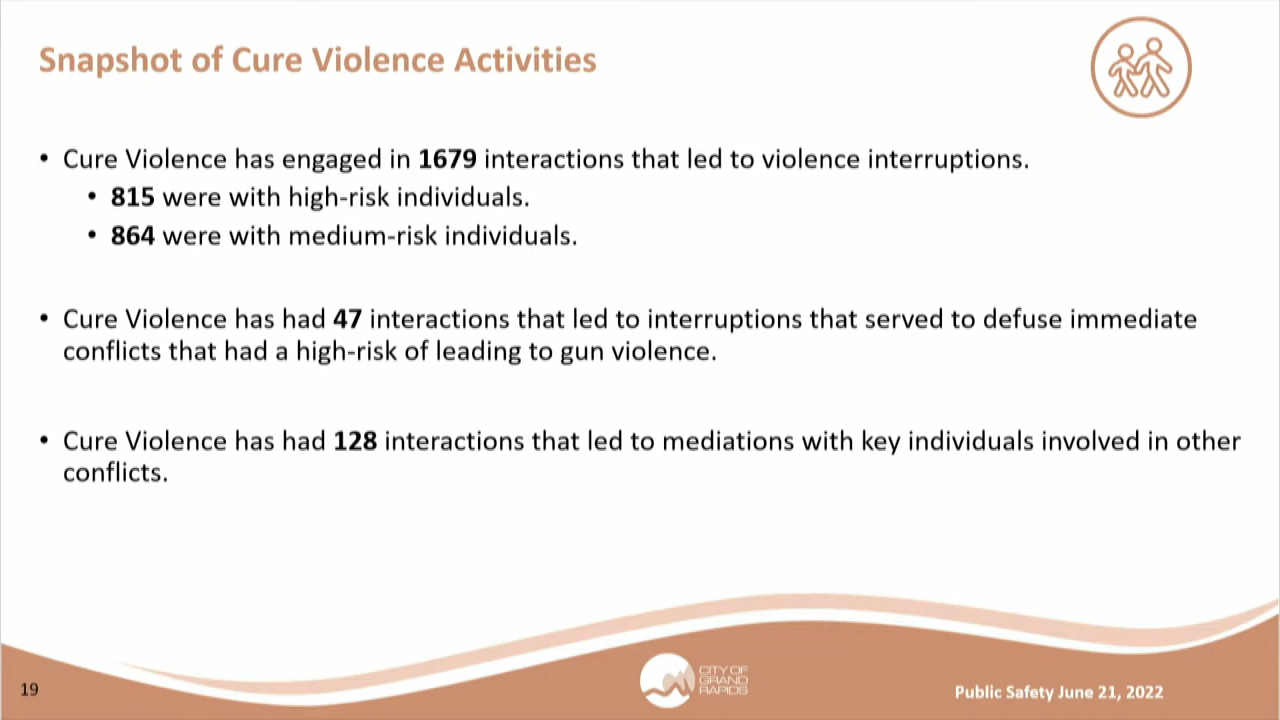 Snapshot of Cure Violence Activities
• Cure Violence has engaged in 1679 interactions that led to violence interruptions.
• 815 were with high-risk individuals.
• 864 were with medium-risk individuals.
• Cure Violence has had 47 interactions that led to interruptions that served to defuse immediate
conflicts that had a high-risk of leading to gun violence.
• Cure Violence has had 128 interactions that led to mediations with key individuals involved in other
conflicts.
19
CITY OF
GRAND
RAPIDS
Public Safety June 21, 2022